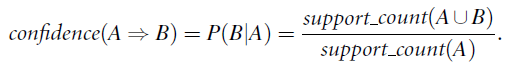 confidence(A ⇒ B) = P(B|A) = support_count(A ∪ B) / support_count(A).